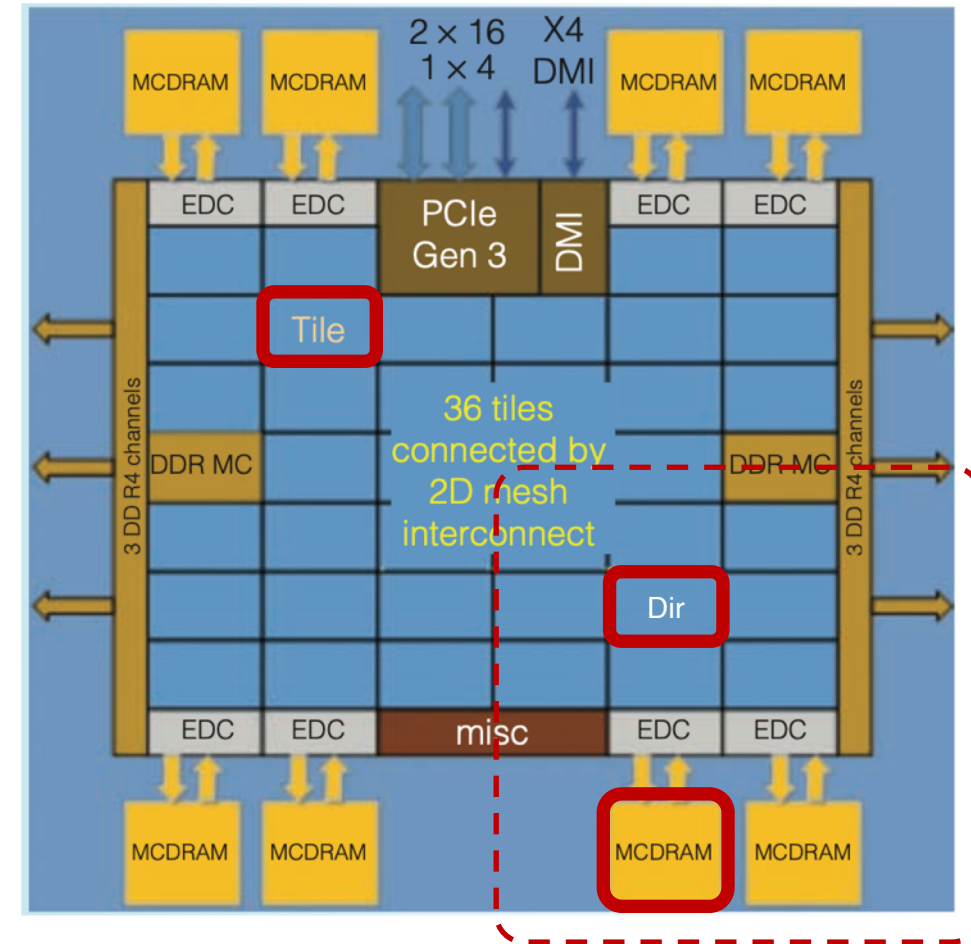 2 × 16 X4
1 × 4 DMI
MCDRAM MCDRAM MCDRAM MCDRAM
EDC EDC EDC EDC
PCIe
Gen 3
DMI
Tile
36 tiles
connected by
2D mesh
interconnect
3 DD R4 channels
DDR MC
DDR MC
3 DD R4 channels
Dir
EDC EDC misc EDC EDC
MCDRAM MCDRAM MCDRAM MCDRAM